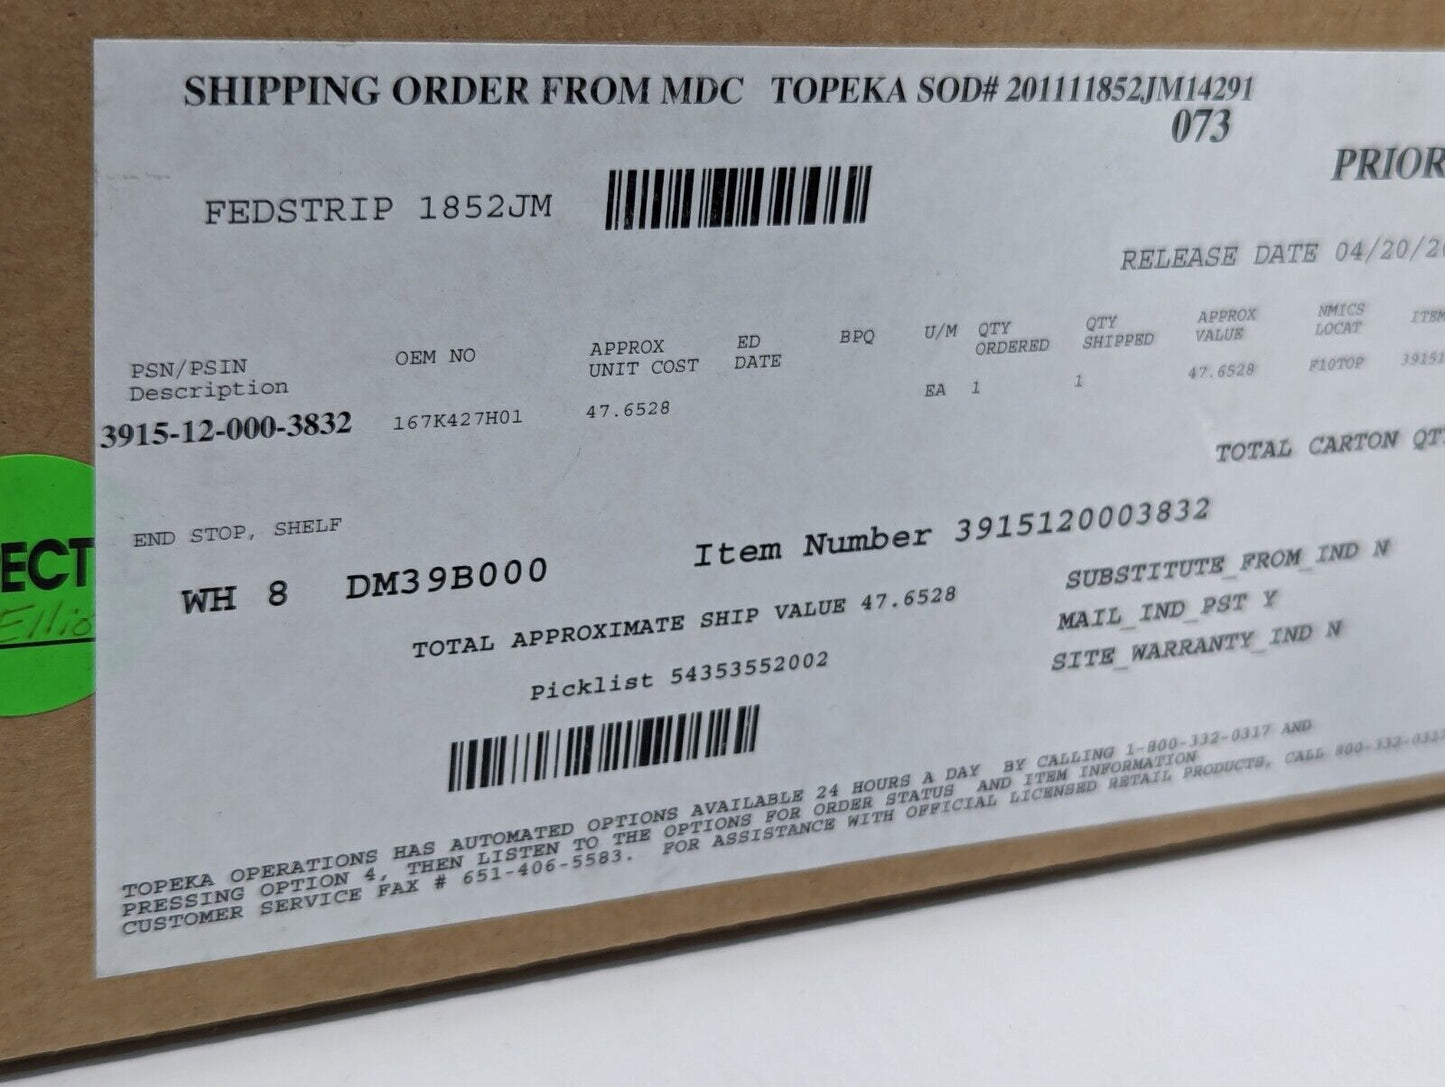 SHIPPING ORDER FROM MDC TOPEKA SOD# 201111852JM14291
073
PRIOR
FEDSTRIP 1852JM
RELEASE DATE 04/20/20
PSN/PSIN OEM NO APPROX ED BPQ U/M QTY QTY APPROX NMICS ITEM
Description UNIT COST DATE ORDERED SHIPPED VALUE LOCAT
3915-12-000-3832 167K427H01 47.6528 EA 1 1 47.6528 F10TOP 39151
TOTAL CARTON QT
END STOP, SHELF
WH 8 DM39B000 Item Number 3915120003832
TOTAL APPROXIMATE SHIP VALUE 47.6528 SUBSTITUTE_FROM_IND N
MAIL_IND_PST Y
Picklist 54353552002 SITE_WARRANTY_IND N
TOPEKA OPERATIONS HAS AUTOMATED OPTIONS AVAILABLE 24 HOURS A DAY BY CALLING 1-800-332-0317 AND
PRESSING OPTION 4, THEN LISTEN TO THE OPTIONS FOR ORDER STATUS AND ITEM INFORMATION
CUSTOMER SERVICE FAX # 651-406-5583. FOR ASSISTANCE WITH OFFICIAL LICENSED RETAIL PRODUCTS, CALL 800-332-0317
ECT
Ellio